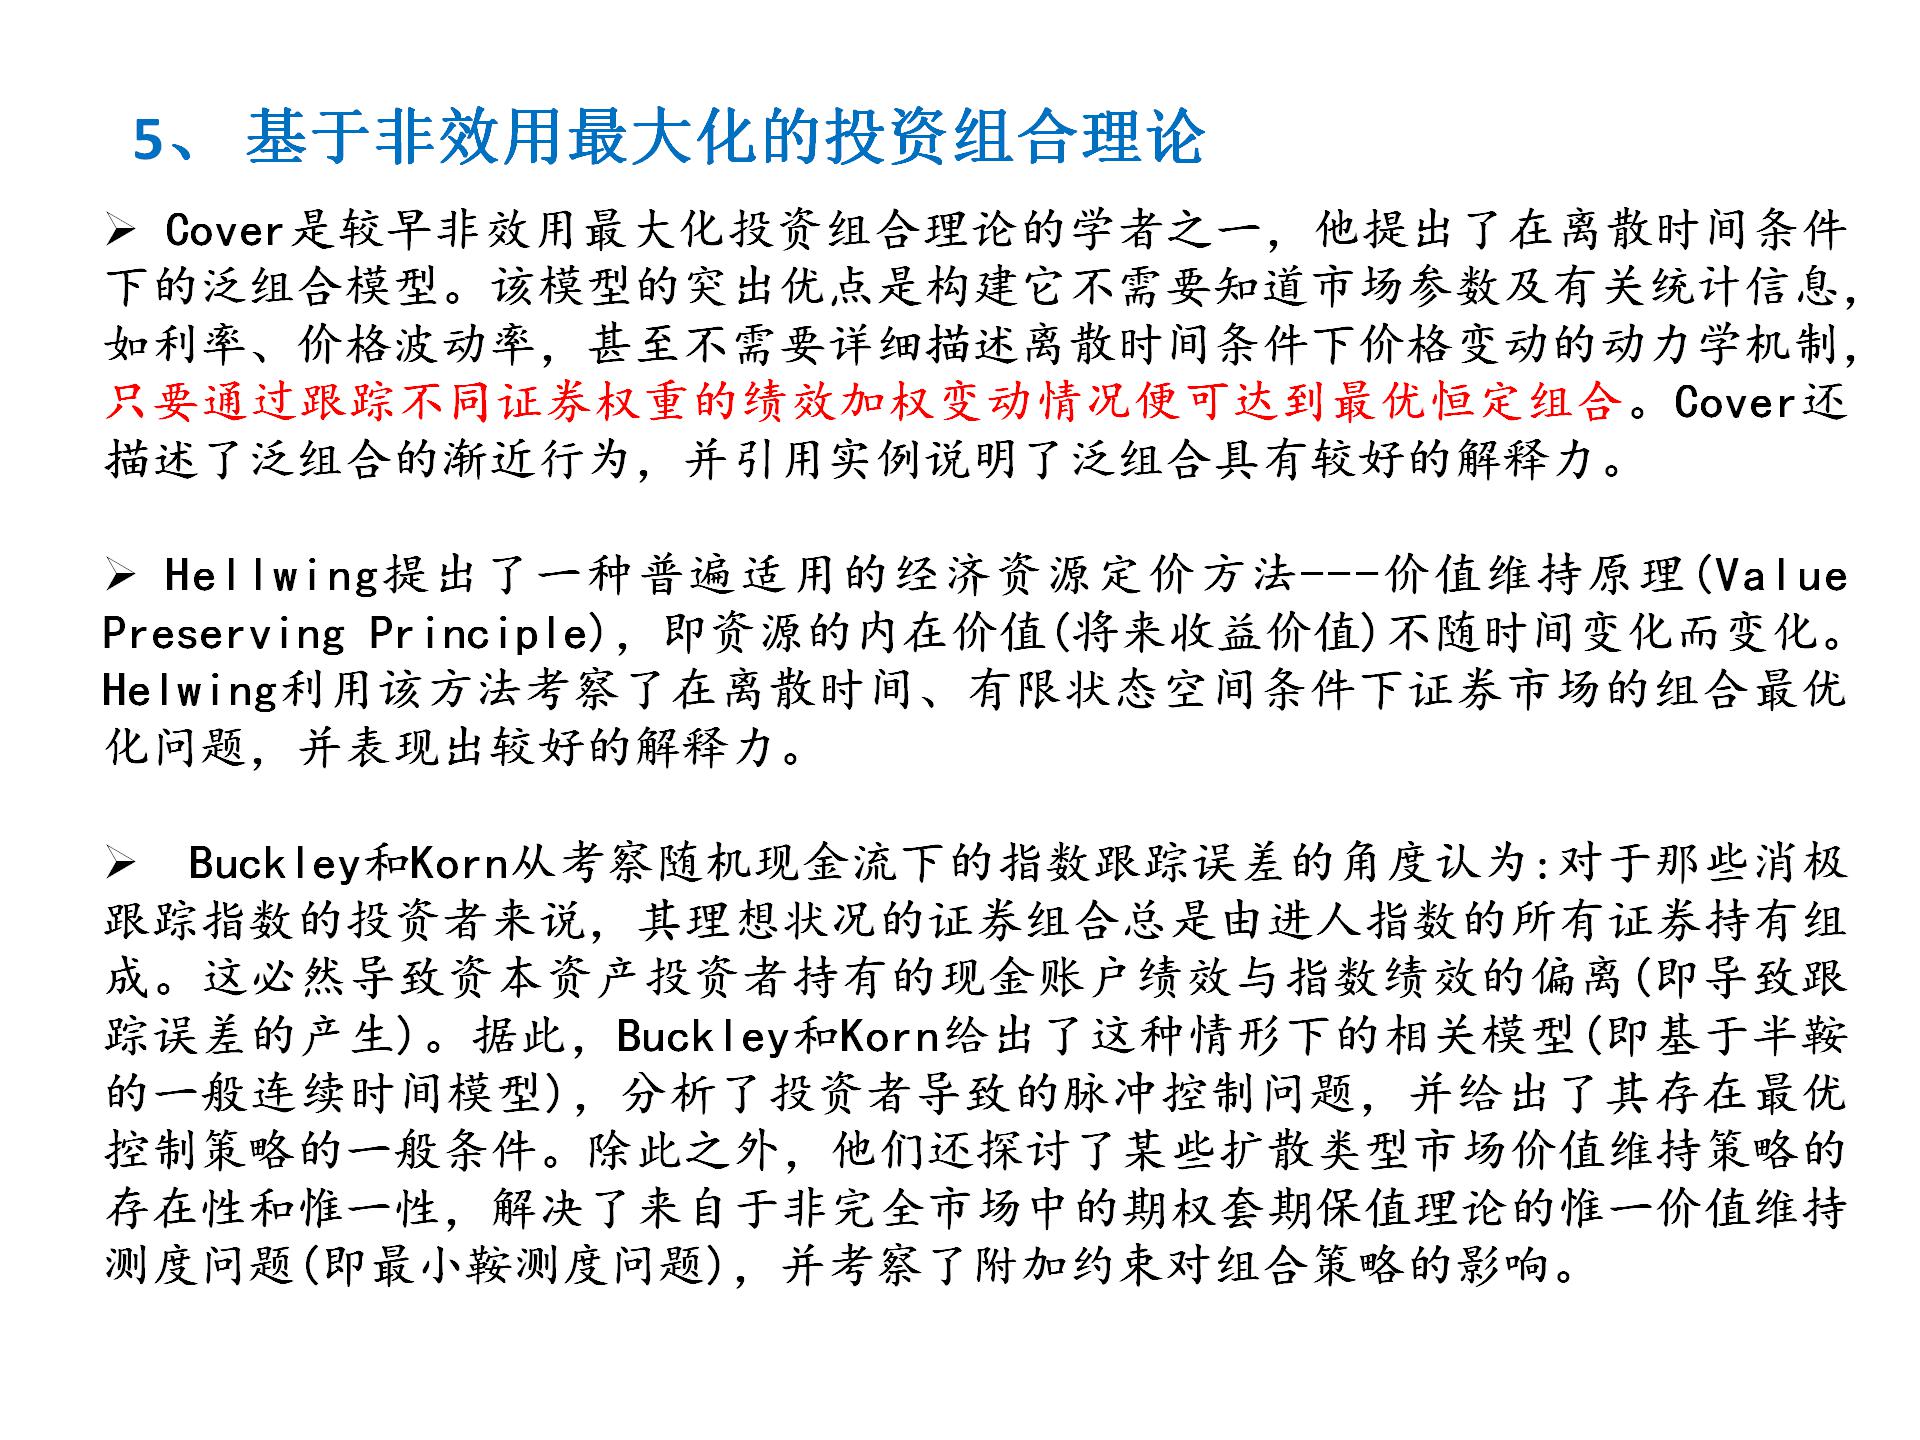 5、 基于非效用最大化的投资组合理论
➢ Cover是较早非效用最大化投资组合理论的学者之一，他提出了在离散时间条件
下的泛组合模型。该模型的突出优点是构建它不需要知道市场参数及有关统计信息，
如利率、价格波动率，甚至不需要详细描述离散时间条件下价格变动的动力学机制，
只要通过跟踪不同证券权重的绩效加权变动情况便可达到最优恒定组合。Cover还
描述了泛组合的渐近行为，并引用实例说明了泛组合具有较好的解释力。
➢ Hellwing提出了一种普遍适用的经济资源定价方法---价值维持原理(Value
Preserving Principle)，即资源的内在价值(将来收益价值)不随时间变化而变化。
Helwing利用该方法考察了在离散时间、有限状态空间条件下证券市场的组合最优
化问题，并表现出较好的解释力。
➢ Buckley和Korn从考察随机现金流下的指数跟踪误差的角度认为:对于那些消极
跟踪指数的投资者来说，其理想状况的证券组合总是由进人指数的所有证券持有组
成。这必然导致资本资产投资者持有的现金账户绩效与指数绩效的偏离(即导致跟
踪误差的产生)。据此，Buckley和Korn给出了这种情形下的相关模型(即基于半鞍
的一般连续时间模型)，分析了投资者导致的脉冲控制问题，并给出了其存在最优
控制策略的一般条件。除此之外，他们还探讨了某些扩散类型市场价值维持策略的
存在性和惟一性，解决了来自于非完全市场中的期权套期保值理论的惟一价值维持
测度问题(即最小鞍测度问题)，并考察了附加约束对组合策略的影响。